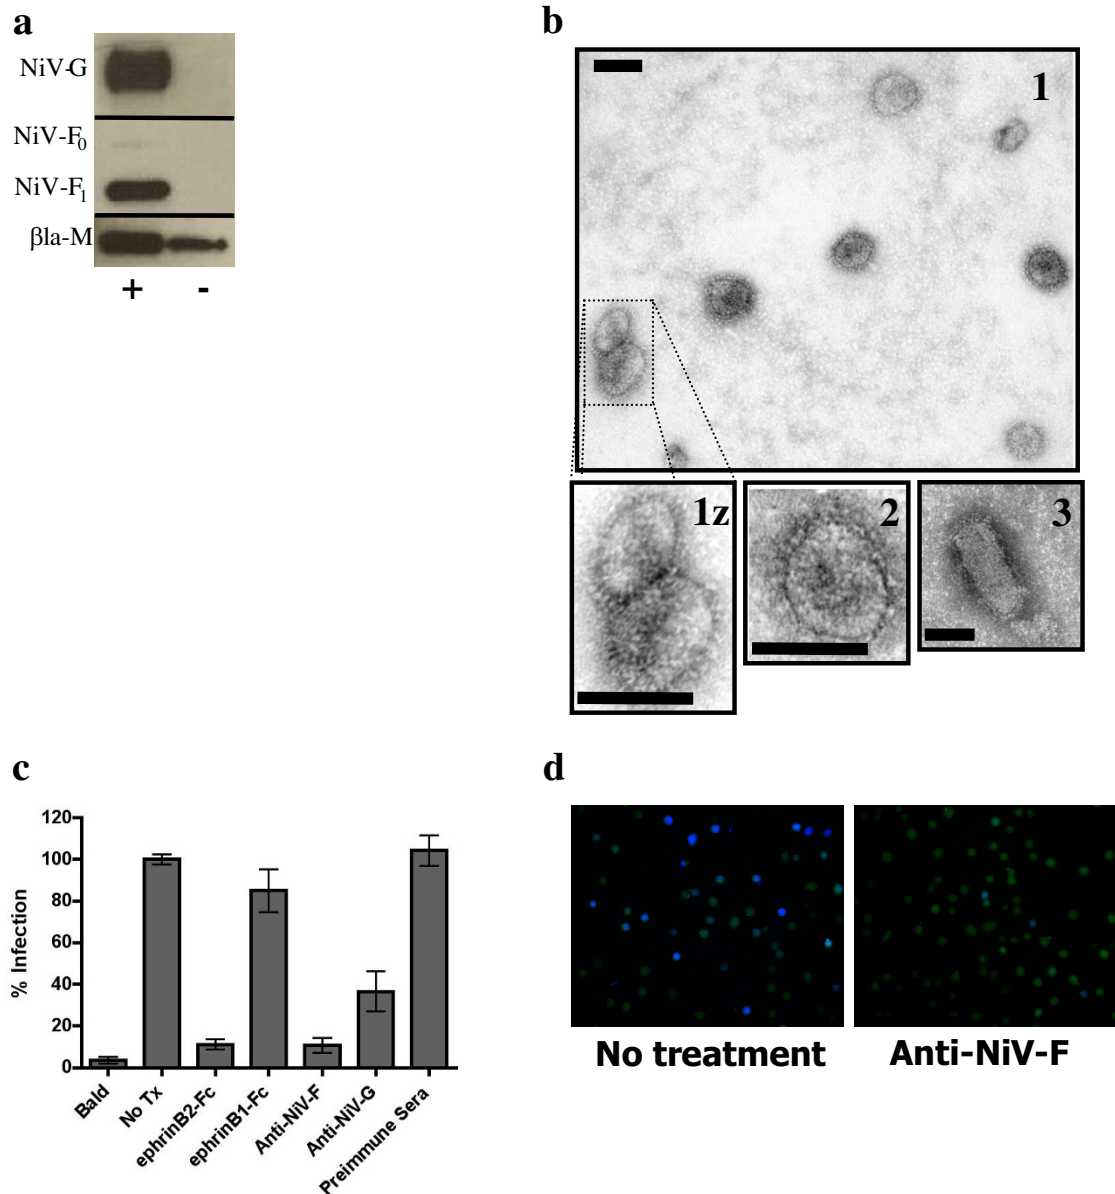 a
NiV-G
NiV-F0
NiV-F1
βla-M
+ -
b
1
1z
2
3
c
% Infection
120
100
80
60
40
20
0
Bald
No Tx
ephrinB2-Fc
ephrinB1-Fc
Anti-NiV-F
Anti-NiV-G
Preimmune Sera
d
No treatment
Anti-NiV-F